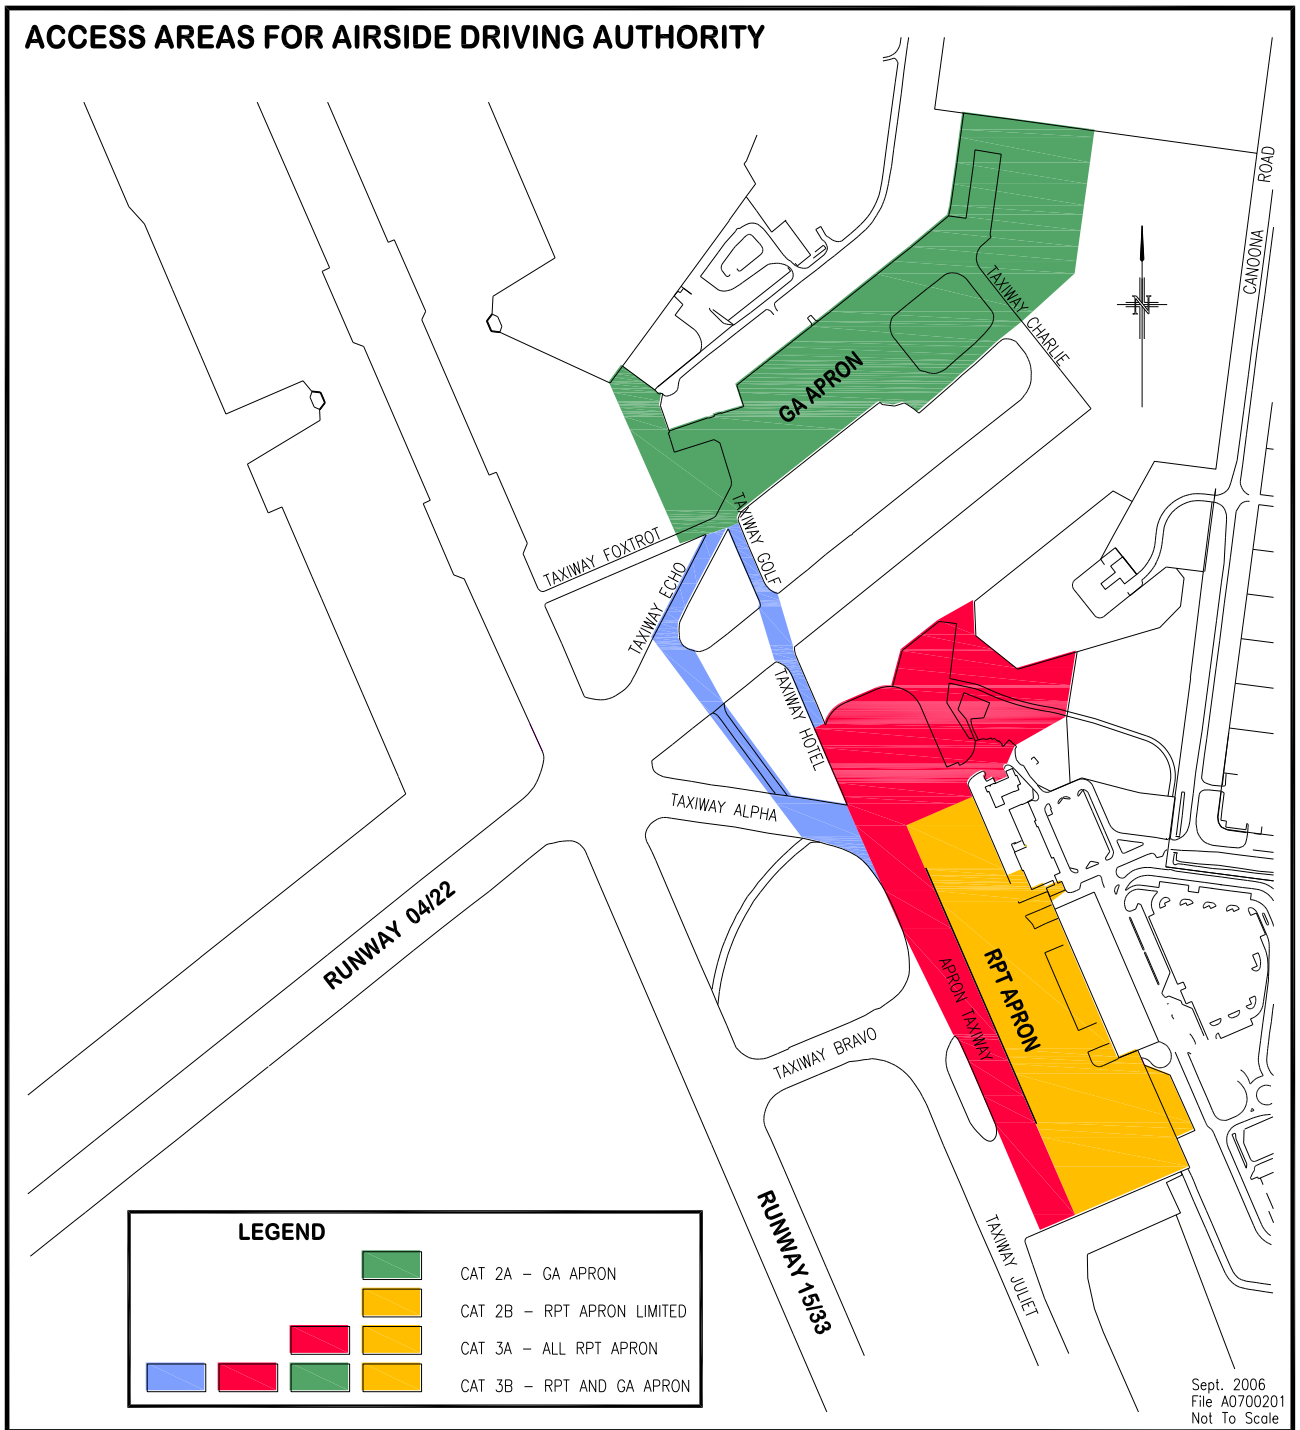 ACCESS AREAS FOR AIRSIDE DRIVING AUTHORITY
CANOONA ROAD
N
TAXIWAY CHARLIE
GA APRON
TAXIWAY GOLF
TAXIWAY FOXTROT
TAXIWAY ECHO
TAXIWAY HOTEL
TAXIWAY ALPHA
RUNWAY 04/22
RPT APRON
APRON TAXIWAY
TAXIWAY BRAVO
RUNWAY 15/33
TAXIWAY JULIET
LEGEND
CAT 2A - GA APRON
CAT 2B - RPT APRON LIMITED
CAT 3A - ALL RPT APRON
CAT 3B - RPT AND GA APRON
Sept. 2006
File A0700201
Not To Scale